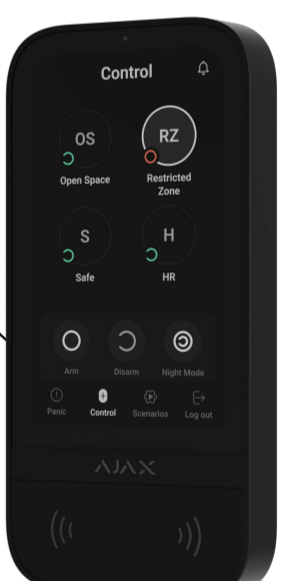 Control
OS
RZ
Open Space
Restricted
Zone
S
H
Safe
HR
Arm
Disarm
Night Mode
Panic
Control
Scenarios
Log out
AJAX